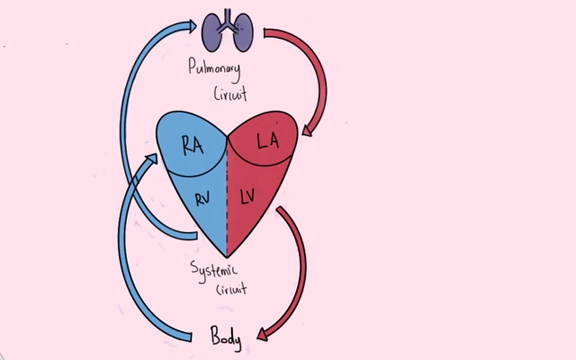 Pulmonary
Circuit
RA
LA
RV
LV
Systemic
Circuit
Body